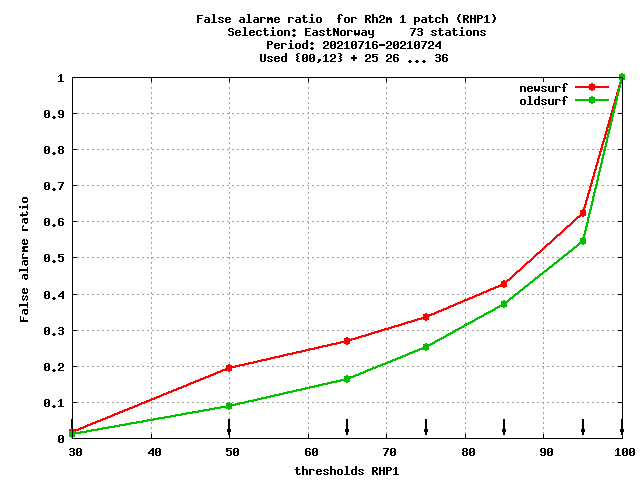 False alarme ratio  for Rh2m 1 patch (RHP1)
Selection: EastNorway     73 stations
Period: 20210716-20210724
Used {00,12} + 25 26 ... 36
newsurf
oldsurf
1
0.9
0.8
0.7
0.6
0.5
0.4
0.3
0.2
0.1
0
False alarme ratio
30 40 50 60 70 80 90 100
thresholds RHP1